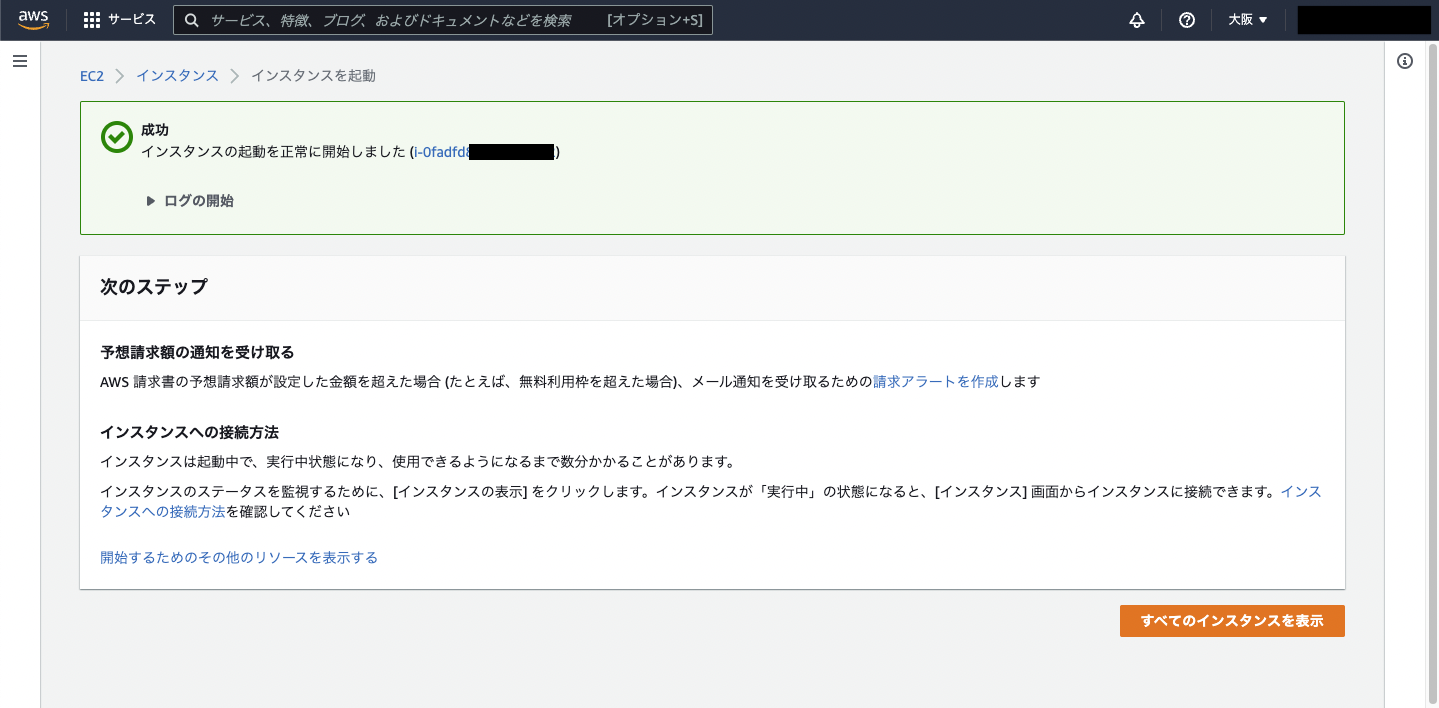 aws
サービス
サービス、特徴、ブログ、およびドキュメントなどを検索
[オプション+S]
大阪
EC2
インスタンス
インスタンスを起動
成功
インスタンスの起動を正常に開始しました (i-0fadfd8)
ログの開始
次のステップ
予想請求額の通知を受け取る
AWS 請求書の予想請求額が設定した金額を超えた場合 (たとえば、無料利用枠を超えた場合)、メール通知を受け取るための請求アラートを作成します
インスタンスへの接続方法
インスタンスは起動中で、実行中状態になり、使用できるようになるまで数分かかることがあります。
インスタンスのステータスを監視するために、[インスタンスの表示] をクリックします。インスタンスが「実行中」の状態になると、[インスタンス] 画面からインスタンスに接続できます。インス
タンスへの接続方法を確認してください
開始するためのその他のリソースを表示する
すべてのインスタンスを表示